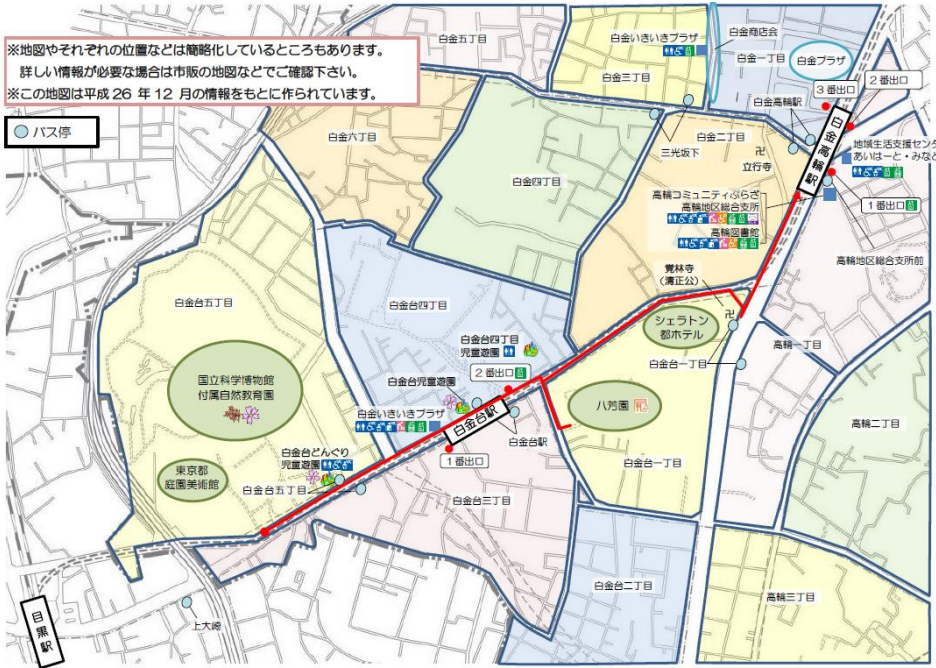 ※地図やそれぞれの位置などは簡略化しているところもあります。
詳しい情報が必要な場合は市販の地図などでご確認下さい。
※この地図は平成26年12月の情報をもとに作られています。
バス停
白金五丁目
白金いきいきプラザ
白金三丁目
白金商店会
白金一丁目
白金プラザ
2番出口
3番出口
白金高輪駅
白金高輪駅
白金六丁目
白金四丁目
三光坂下
白金二丁目
卍
立行寺
地域生活支援センタ
あいはーと・みなと
1番出口
高輪コミュニティぷらざ
高輪地区総合支所
高輪図書館
高輪地区総合支所前
覚林寺
(清正公)
卍
白金台五丁目
白金台四丁目
シェラトン
都ホテル
高輪一丁目
白金台四丁目
児童遊園
2番出口
白金台一丁目
国立科学博物館
付属自然教育園
白金台児童遊園
八芳園
高輪二丁目
白金いきいきプラザ
白金台駅
白金台駅
白金台どんぐり
児童遊園
1番出口
白金台一丁目
東京都
庭園美術館
白金台五丁目
白金台三丁目
白金台二丁目
高輪三丁目
上大崎
目黒駅